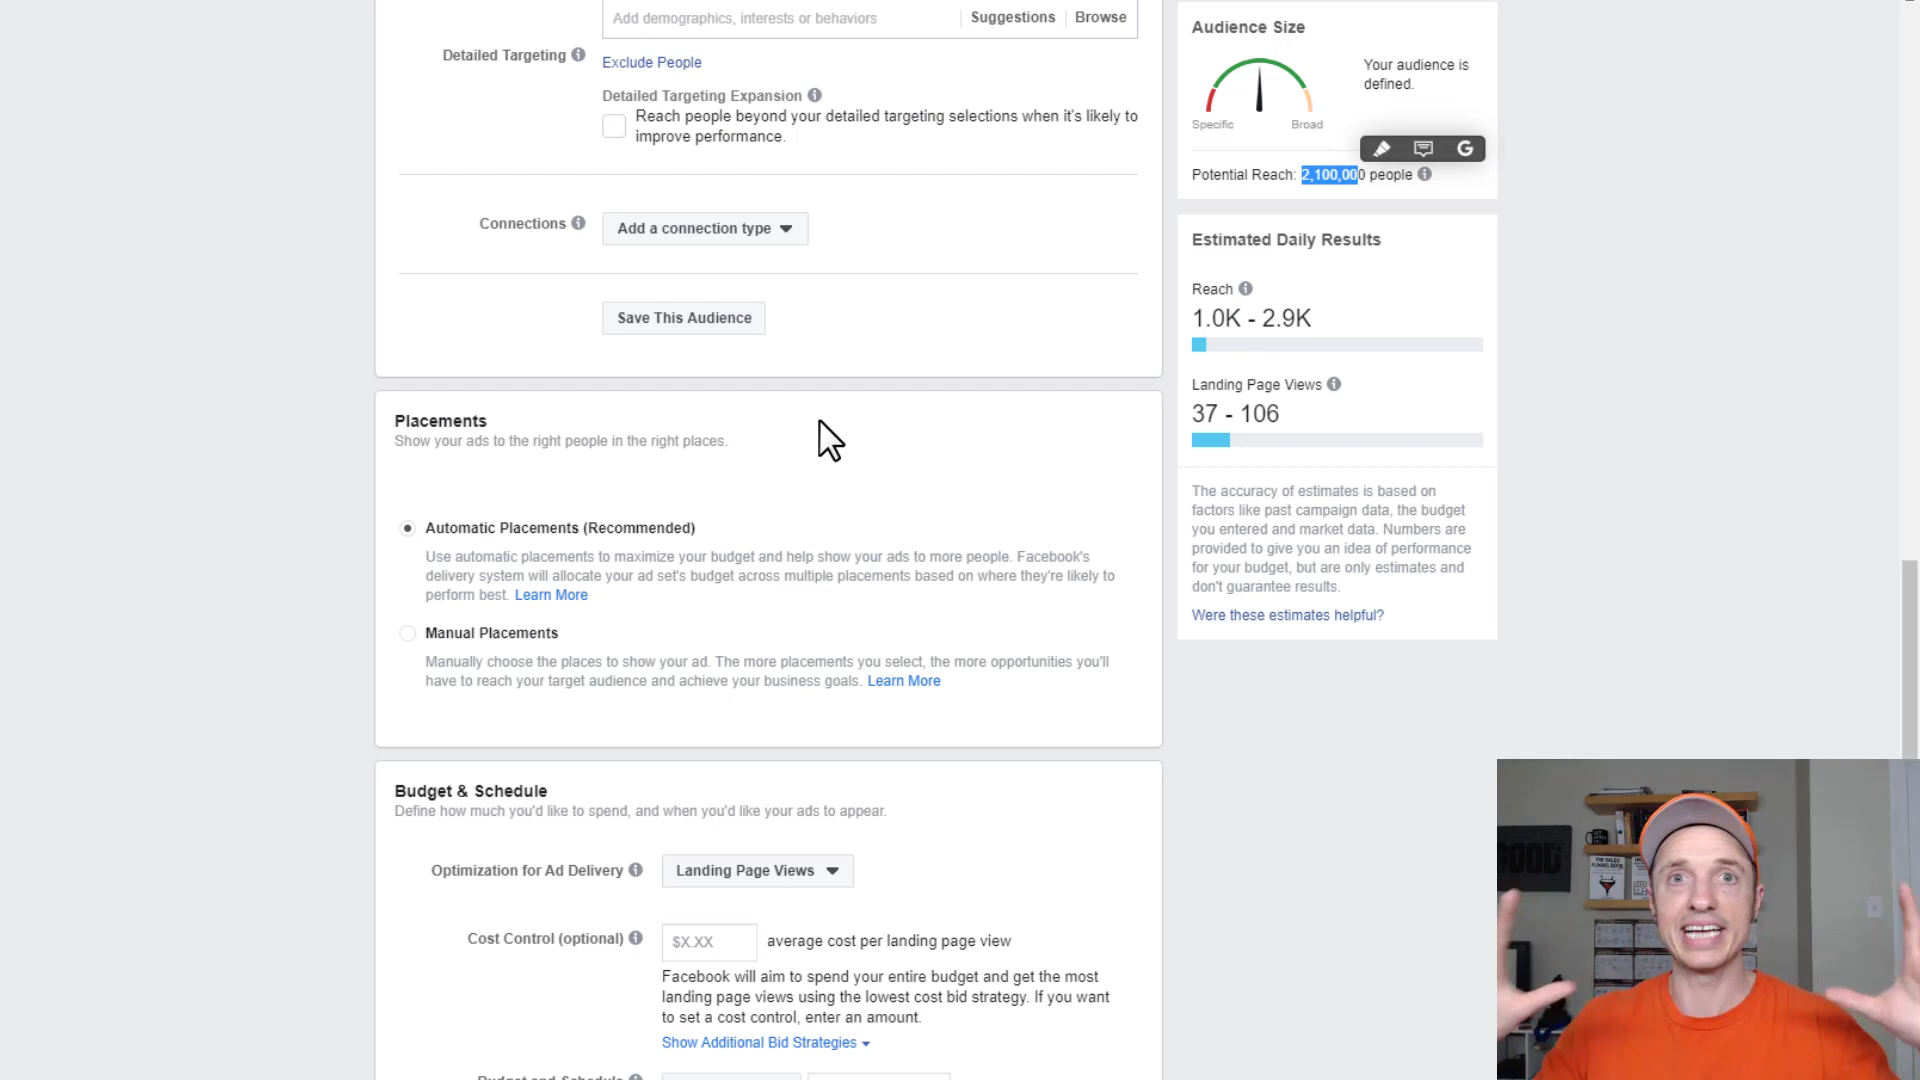 Add demographics, interests or behaviors
Suggestions
Browse
Detailed Targeting
Exclude People
Detailed Targeting Expansion
Reach people beyond your detailed targeting selections when it's likely to
improve performance.
Connections
Add a connection type
Save This Audience
Placements
Show your ads to the right people in the right places.
Automatic Placements (Recommended)
Use automatic placements to maximize your budget and help show your ads to more people. Facebook's
delivery system will allocate your ad set's budget across multiple placements based on where they're likely to
perform best. Learn More
Manual Placements
Manually choose the places to show your ad. The more placements you select, the more opportunities you'll
have to reach your target audience and achieve your business goals. Learn More
Budget & Schedule
Define how much you'd like to spend, and when you'd like your ads to appear.
Optimization for Ad Delivery
Landing Page Views
Cost Control (optional)
$X.XX
average cost per landing page view
Facebook will aim to spend your entire budget and get the most
landing page views using the lowest cost bid strategy. If you want
to set a cost control, enter an amount.
Show Additional Bid Strategies
Budget and Schedule
Audience Size
Your audience is
defined.
Specific
Broad
G
Potential Reach: 2,100,000 people
Estimated Daily Results
Reach
1.0K - 2.9K
Landing Page Views
37 - 106
The accuracy of estimates is based on
factors like past campaign data, the budget
you entered and market data. Numbers are
provided to give you an idea of performance
for your budget, but are only estimates and
don't guarantee results.
Were these estimates helpful?
GOOD
THE SALES
FUNNEL BOOK